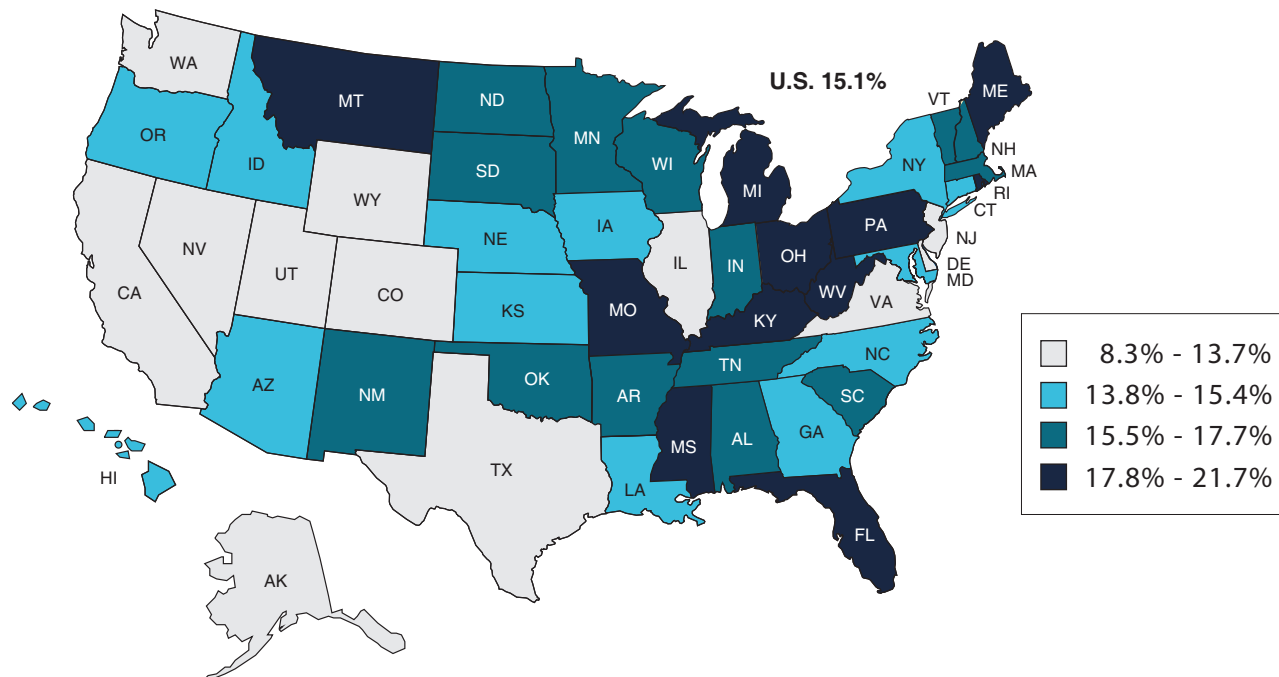 WA
MT
ND
MN
U.S. 15.1%
VT
ME
OR
ID
SD
WI
MI
NY
NH
MA
RI
CT
WY
NE
IA
PA
NJ
NV
UT
CO
IL
IN
OH
DE
MD
CA
KS
MO
WV
VA
KY
AZ
NM
OK
AR
TN
NC
SC
TX
LA
MS
AL
GA
FL
HI
AK
8.3% - 13.7%
13.8% - 15.4%
15.5% - 17.7%
17.8% - 21.7%